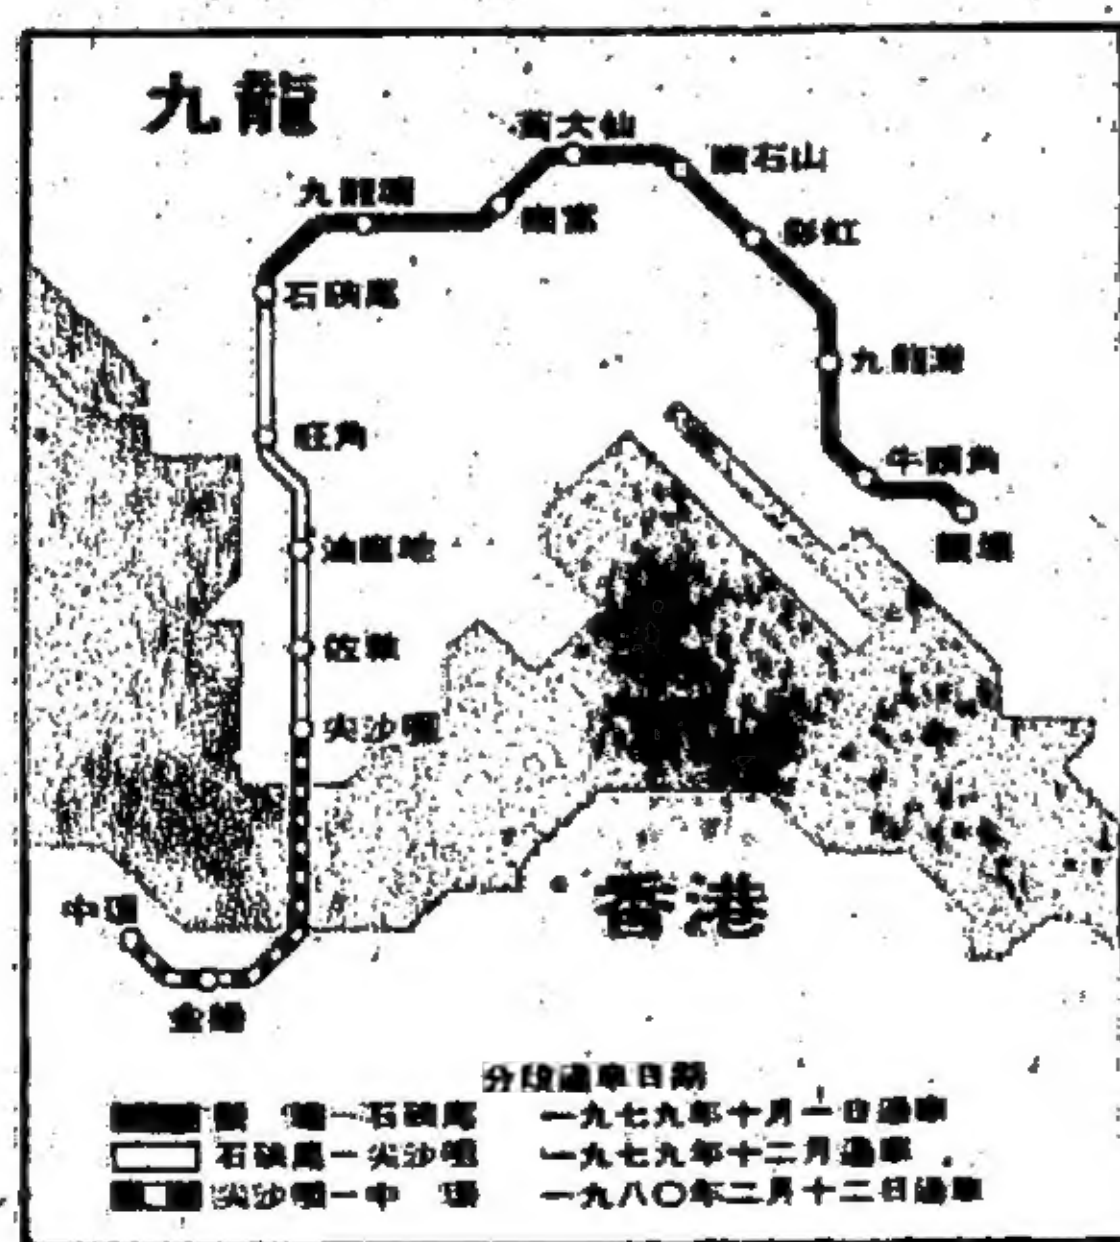 九龍
黃大仙
鑽石山
九龍塘
樂富
彩虹
石硤尾
九龍灣
旺角
牛頭角
觀塘
油麻地
佐敦
尖沙咀
香港
中環
金鐘
分段通車日期
觀塘－石硤尾 一九七九年十月一日通車
石硤尾－尖沙咀 一九七九年十二月通車
尖沙咀－中環 一九八〇年二月十二日通車